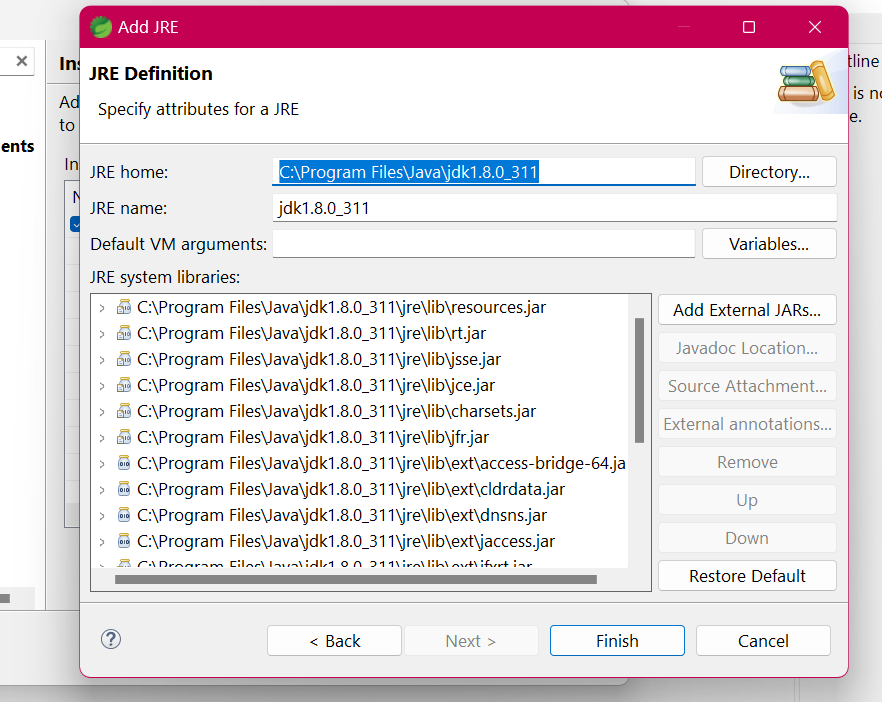 Add JRE
JRE Definition
Specify attributes for a JRE
JRE home:
C:\Program Files\Java\jdk1.8.0_311
Directory...
JRE name:
jdk1.8.0_311
Default VM arguments:
Variables...
JRE system libraries:
C:\Program Files\Java\jdk1.8.0_311\jre\lib\resources.jar
C:\Program Files\Java\jdk1.8.0_311\jre\lib\rt.jar
C:\Program Files\Java\jdk1.8.0_311\jre\lib\jsse.jar
C:\Program Files\Java\jdk1.8.0_311\jre\lib\jce.jar
C:\Program Files\Java\jdk1.8.0_311\jre\lib\charsets.jar
C:\Program Files\Java\jdk1.8.0_311\jre\lib\jfr.jar
C:\Program Files\Java\jdk1.8.0_311\jre\lib\ext\access-bridge-64.ja
C:\Program Files\Java\jdk1.8.0_311\jre\lib\ext\cldrdata.jar
C:\Program Files\Java\jdk1.8.0_311\jre\lib\ext\dnsns.jar
C:\Program Files\Java\jdk1.8.0_311\jre\lib\ext\jaccess.jar
C:\Program Files\Java\jdk1.8.0_311\jre\lib\ext\jfxrt.jar
Add External JARs...
Javadoc Location...
Source Attachment...
External annotations...
Remove
Up
Down
Restore Default
< Back
Next >
Finish
Cancel
ents
Ins
Ad
to
In
N
tline
is no
e.